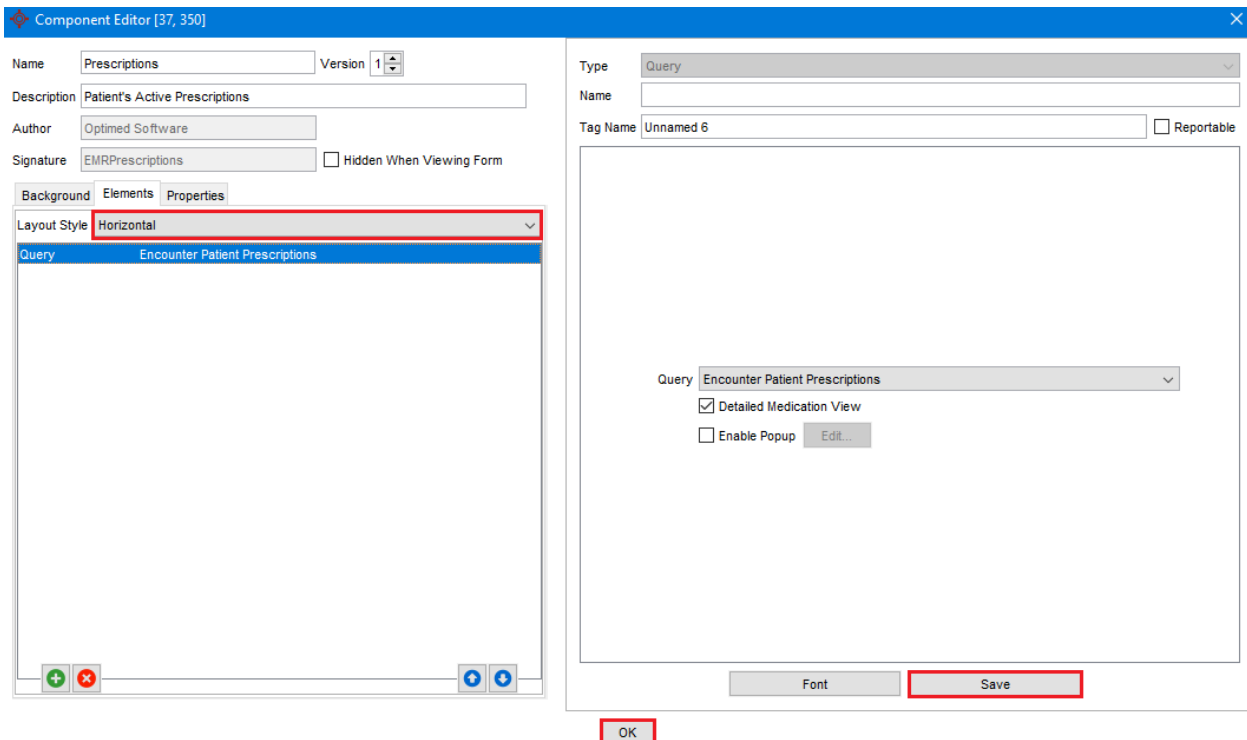 Component Editor [37, 350]
Name Prescriptions Version 1
Description Patient's Active Prescriptions
Author Optimed Software
Signature EMRPrescriptions Hidden When Viewing Form
Background Elements Properties
Layout Style Horizontal
Query Encounter Patient Prescriptions
Type Query
Name
Tag Name Unnamed 6 Reportable
Query Encounter Patient Prescriptions
Detailed Medication View
Enable Popup Edit...
Font Save
OK